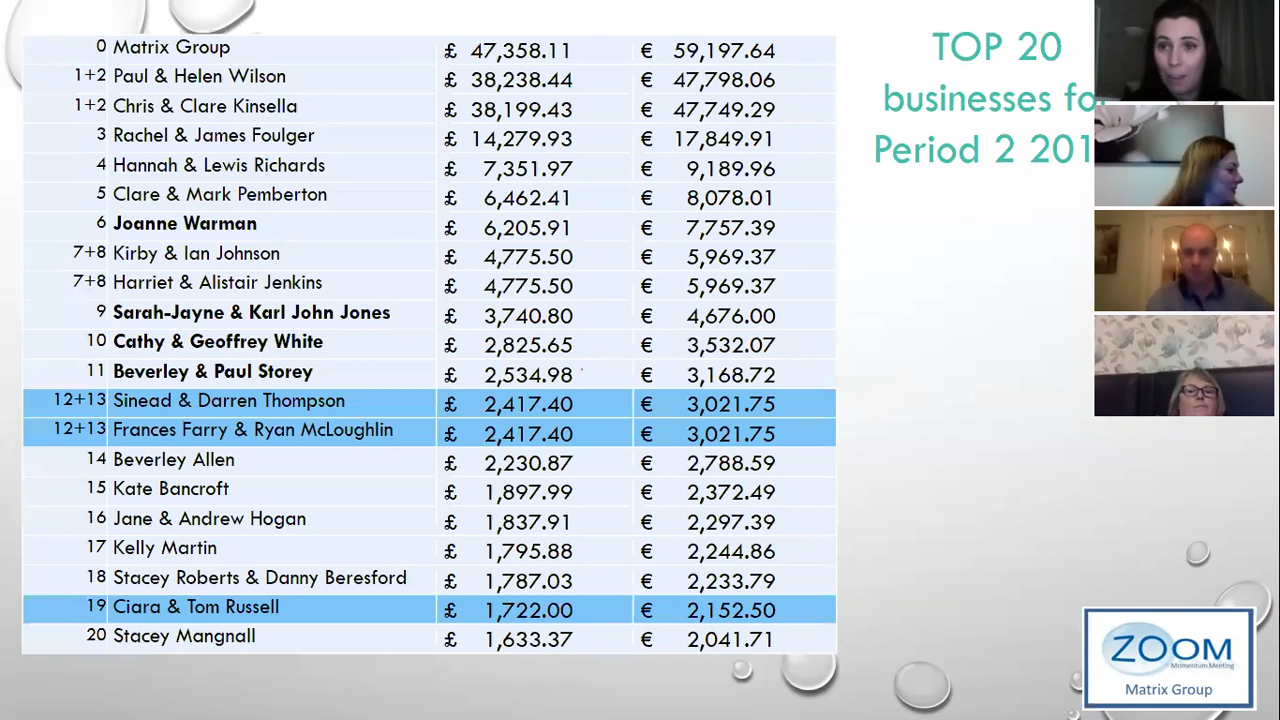 TOP 20
businesses for
Period 2 201
0 Matrix Group £ 47,358.11 € 59,197.64
1+2 Paul & Helen Wilson £ 38,238.44 € 47,798.06
1+2 Chris & Clare Kinsella £ 38,199.43 € 47,749.29
3 Rachel & James Foulger £ 14,279.93 € 17,849.91
4 Hannah & Lewis Richards £ 7,351.97 € 9,189.96
5 Clare & Mark Pemberton £ 6,462.41 € 8,078.01
6 Joanne Warman £ 6,205.91 € 7,757.39
7+8 Kirby & Ian Johnson £ 4,775.50 € 5,969.37
7+8 Harriet & Alistair Jenkins £ 4,775.50 € 5,969.37
9 Sarah-Jayne & Karl John Jones £ 3,740.80 € 4,676.00
10 Cathy & Geoffrey White £ 2,825.65 € 3,532.07
11 Beverley & Paul Storey £ 2,534.98 € 3,168.72
12+13 Sinead & Darren Thompson £ 2,417.40 € 3,021.75
12+13 Frances Farry & Ryan McLoughlin £ 2,417.40 € 3,021.75
14 Beverley Allen £ 2,230.87 € 2,788.59
15 Kate Bancroft £ 1,897.99 € 2,372.49
16 Jane & Andrew Hogan £ 1,837.91 € 2,297.39
17 Kelly Martin £ 1,795.88 € 2,244.86
18 Stacey Roberts & Danny Beresford £ 1,787.03 € 2,233.79
19 Ciara & Tom Russell £ 1,722.00 € 2,152.50
20 Stacey Mangnall £ 1,633.37 € 2,041.71
ZOOM
Momentum Meeting
Matrix Group